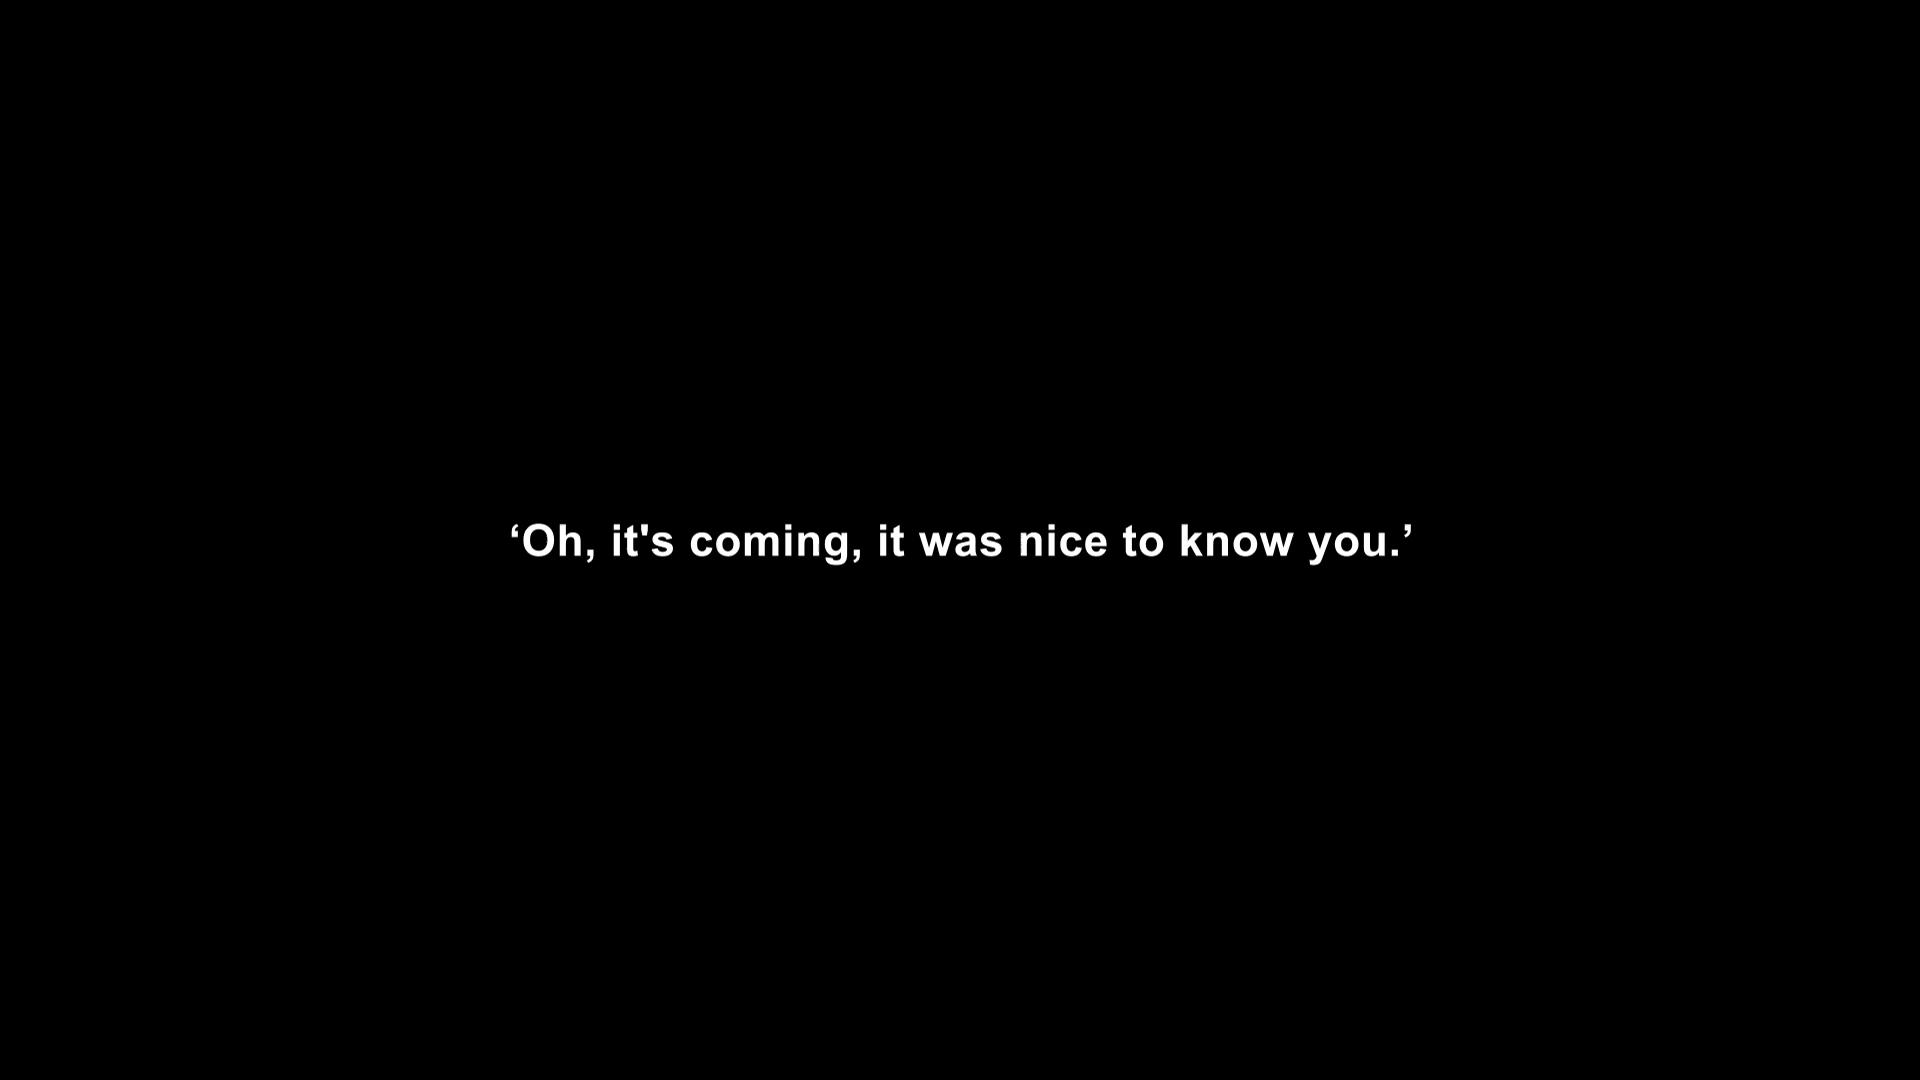 ‘Oh, it's coming, it was nice to know you.’